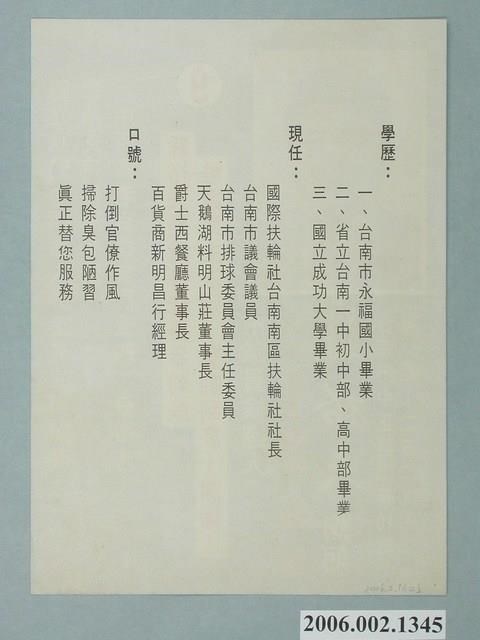 學歷：
一、台南市永福國小畢業
二、省立台南一中初中部、高中部畢業
三、國立成功大學畢業
現任：
國際扶輪社台南南區扶輪社社長
台南市議會議員
台南市排球委員會主任委員
天鵝湖料明山莊董事長
爵士西餐廳董事長
百貨商新明昌行經理
口號：
打倒官僚作風
掃除臭包陋習
眞正替您服務
2006.002.1345